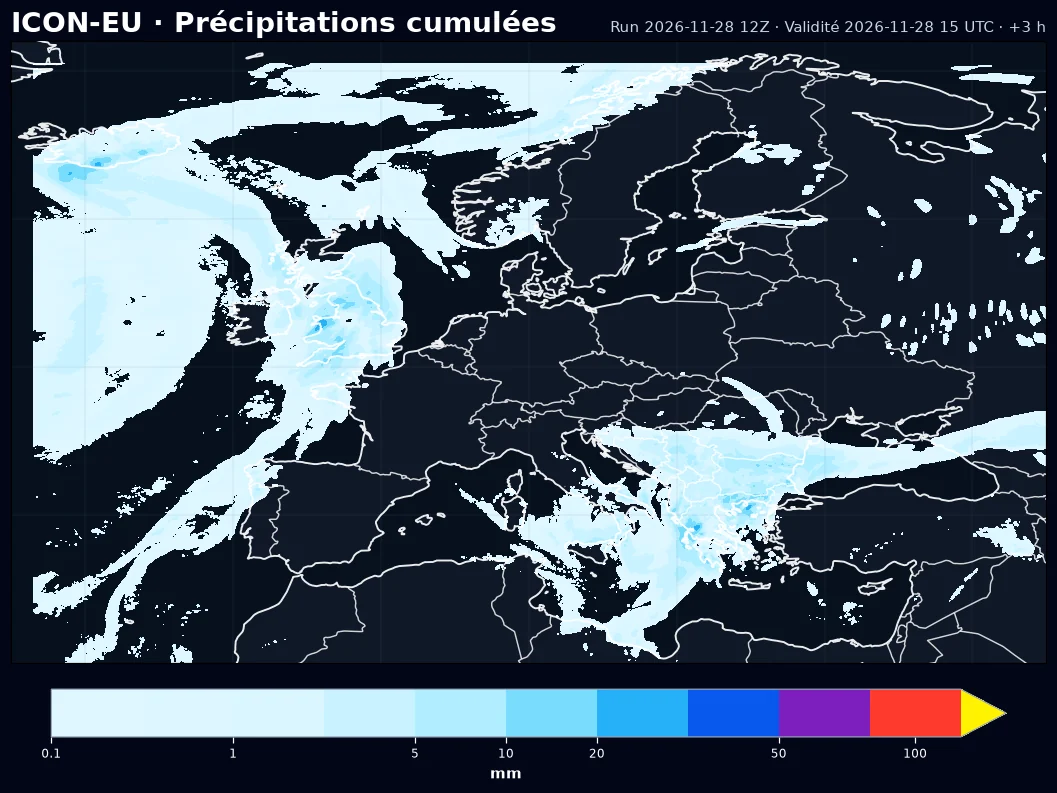 ICON-EU · Précipitations cumulées
Run 2026-11-28 12Z · Validité 2026-11-28 15 UTC · +3 h
0.1 1 5 10 20 50 100
mm